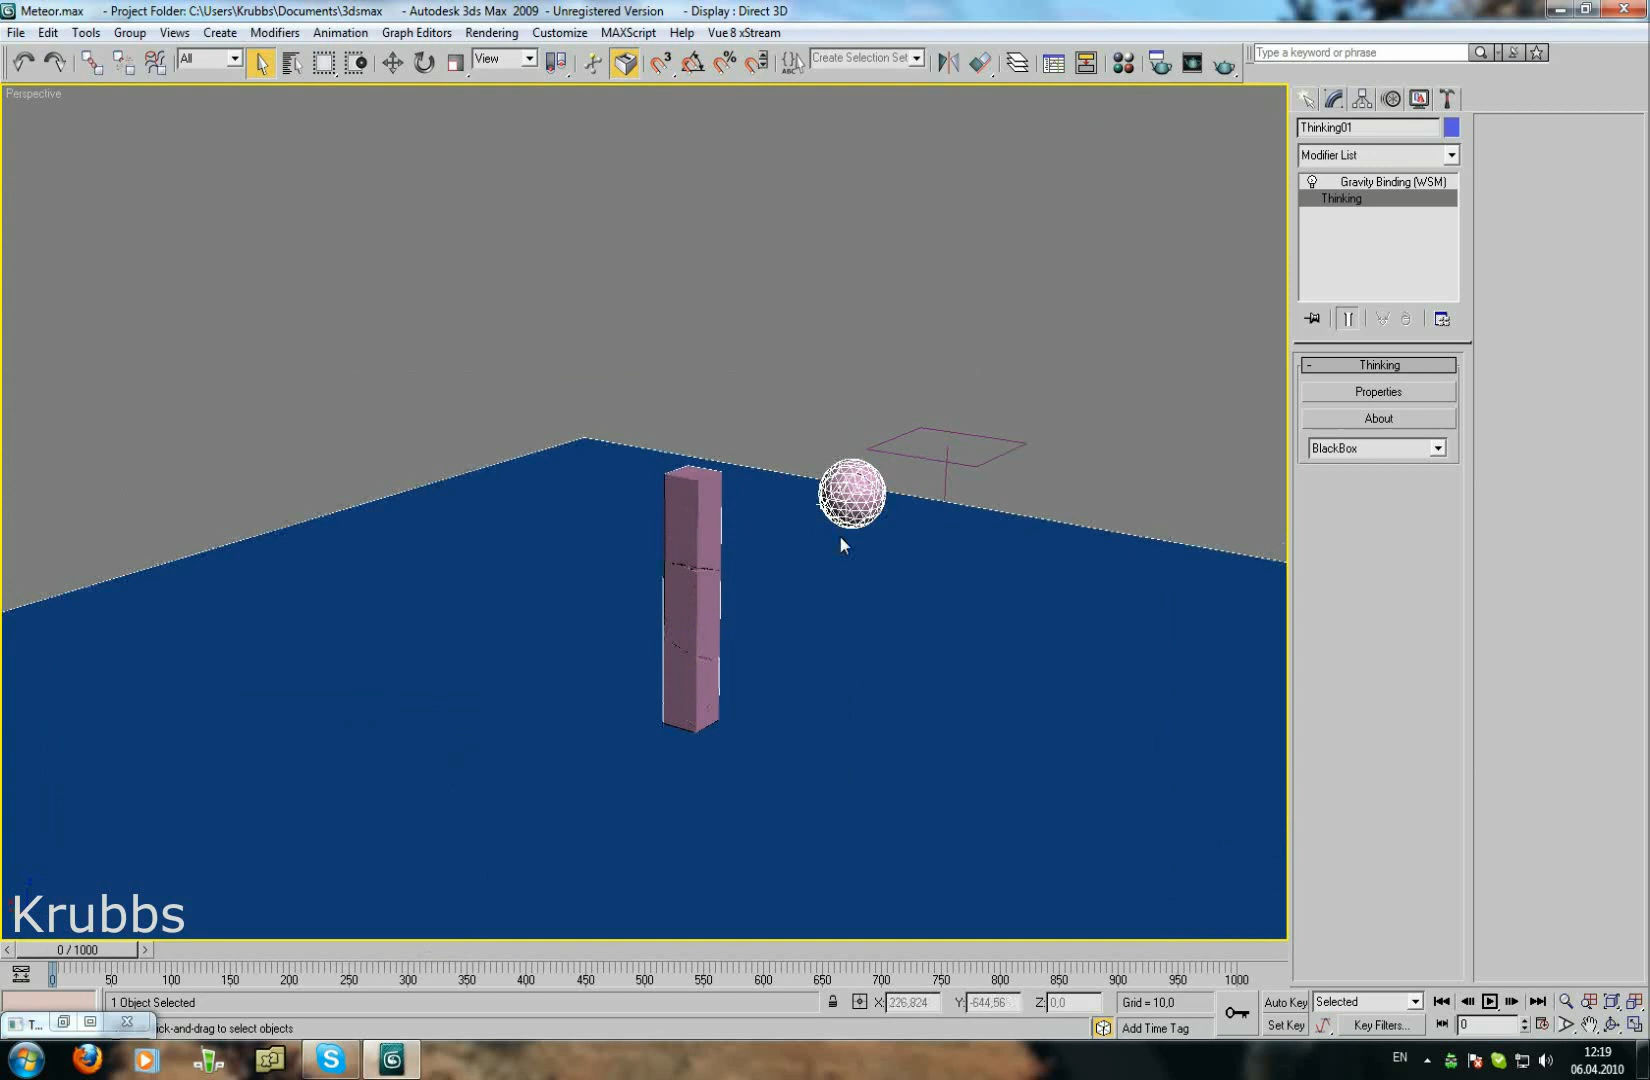 Meteor.max - Project Folder: C:\Users\Krubbs\Documents\3dsmax - Autodesk 3ds Max 2009 - Unregistered Version - Display : Direct 3D
File Edit Tools Group Views Create Modifiers Animation Graph Editors Rendering Customize MAXScript Help Vue 8 xStream
All View Create Selection Set Type a keyword or phrase
Perspective
Thinking01
Modifier List
Gravity Binding (WSM)
Thinking
Thinking
Properties
About
BlackBox
Krubbs
0 / 1000
0 50 100 150 200 250 300 350 400 450 500 550 600 650 700 750 800 850 900 950 1000
1 Object Selected X: 226,824 Y: -644,56 Z: 0,0 Grid = 10,0 Auto Key Selected
T... ick-and-drag to select objects Add Time Tag Set Key Key Filters... 0
EN 12:19
06.04.2010